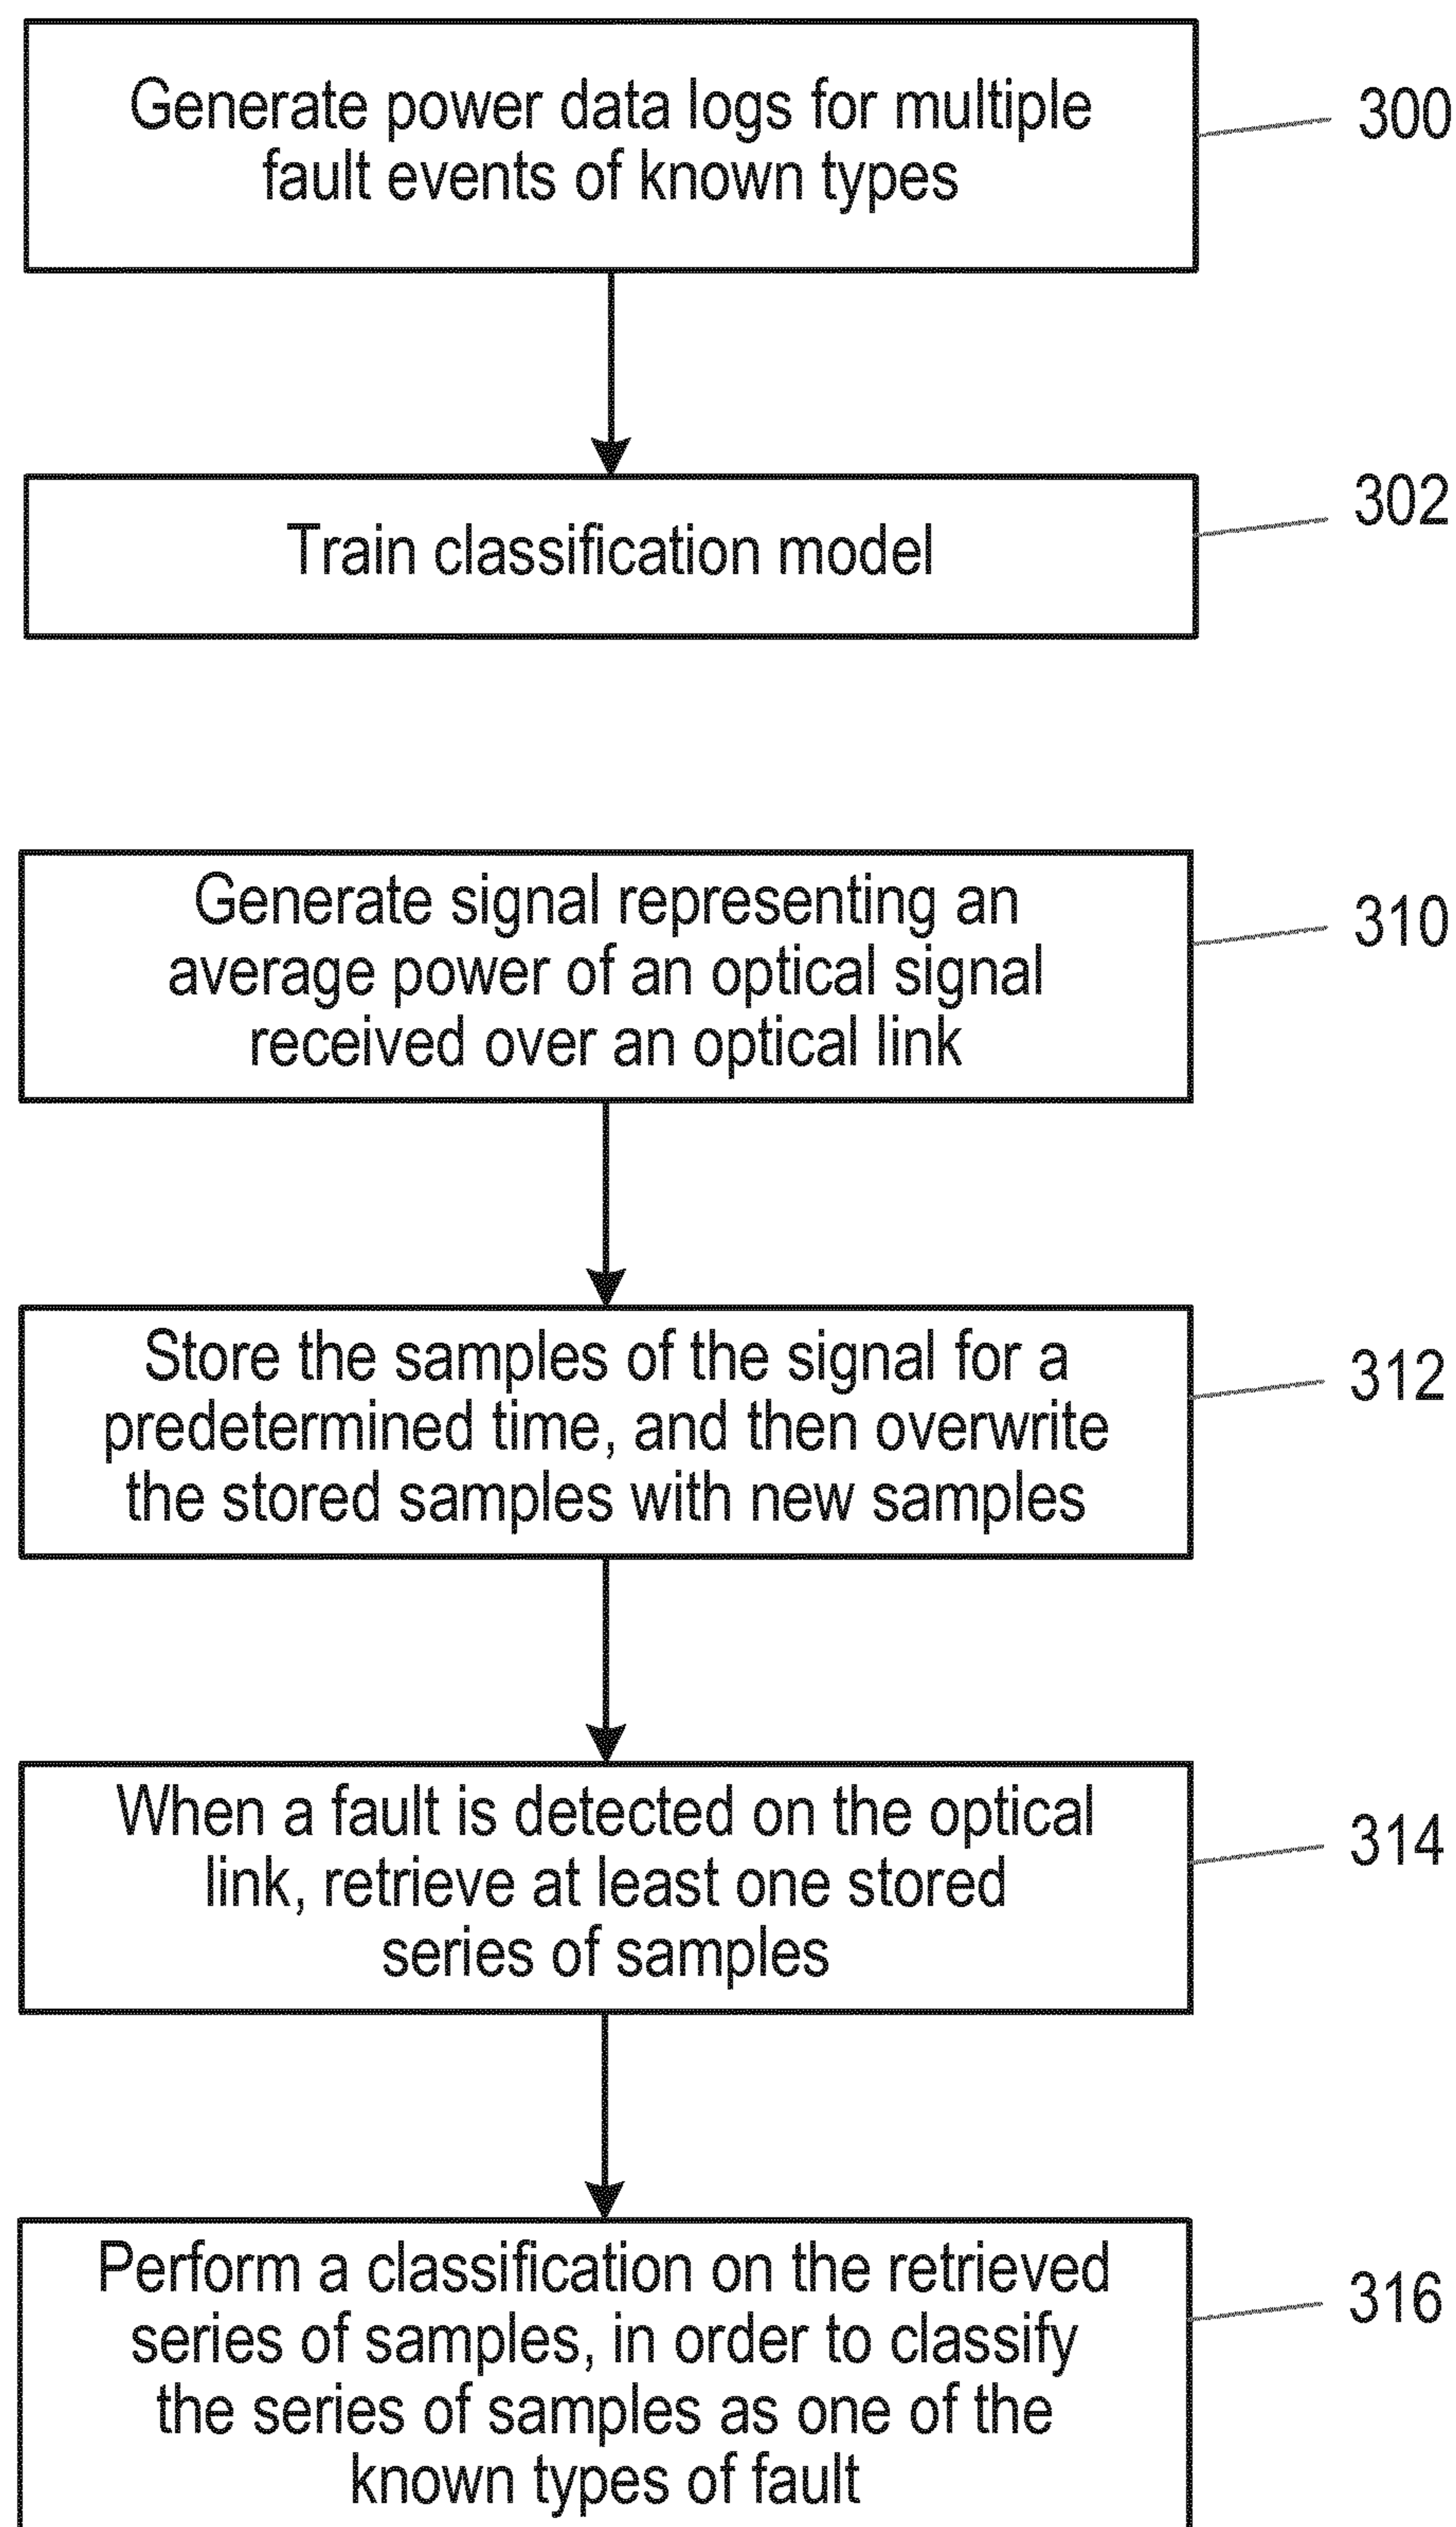 Generate power data logs for multiple
fault events of known types
300
Train classification model
302
Generate signal representing an
average power of an optical signal
received over an optical link
310
Store the samples of the signal for a
predetermined time, and then overwrite
the stored samples with new samples
312
When a fault is detected on the optical
link, retrieve at least one stored
series of samples
314
Perform a classification on the retrieved
series of samples, in order to classify
the series of samples as one of the
known types of fault
316